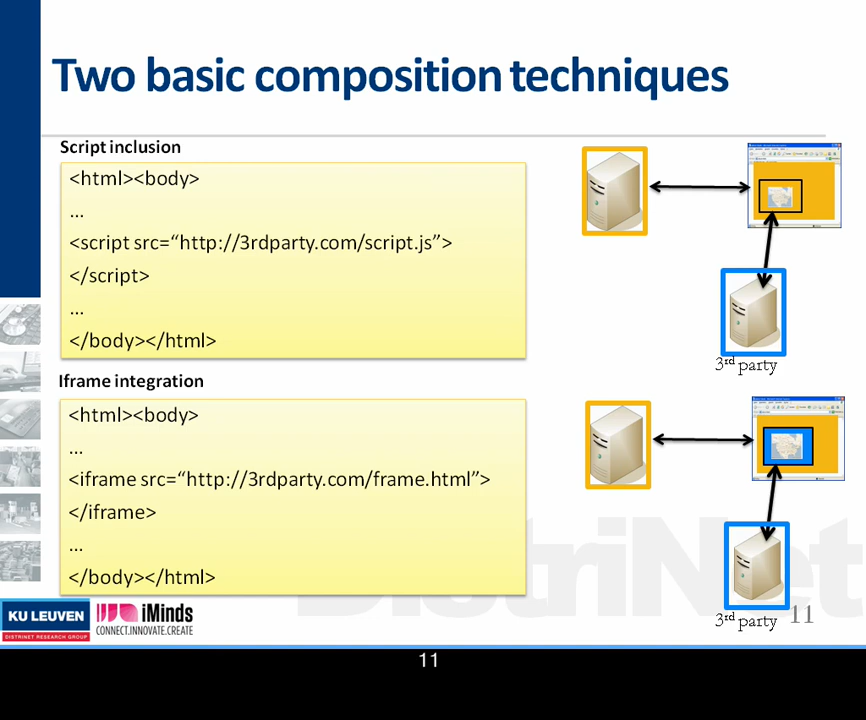 Two basic composition techniques
Script inclusion
<html><body>
...
<script src=“http://3rdparty.com/script.js”>
</script>
...
</body></html>
3rd party
Iframe integration
<html><body>
...
<iframe src=“http://3rdparty.com/frame.html”>
</iframe>
...
</body></html>
3rd party
DistriNet
KU LEUVEN
DISTRINET RESEARCH GROUP
iMinds
CONNECT.INNOVATE.CREATE
11
11